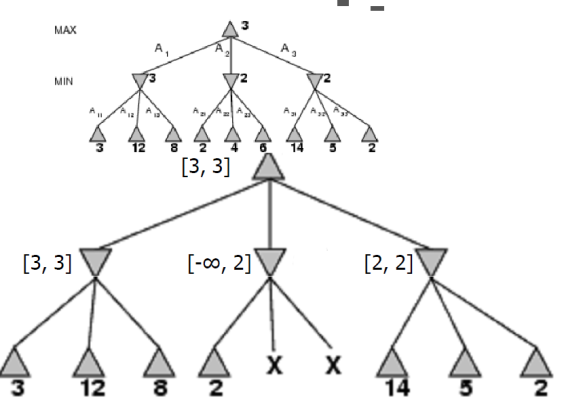 MAX 3
A1 A2 A3
MIN 3 2 2
A11 A12 A13 A21 A22 A23 A31 A32 A33
3 12 8 2 4 6 14 5 2
[3, 3]
[3, 3] [-∞, 2] [2, 2]
3 12 8 2 X X 14 5 2